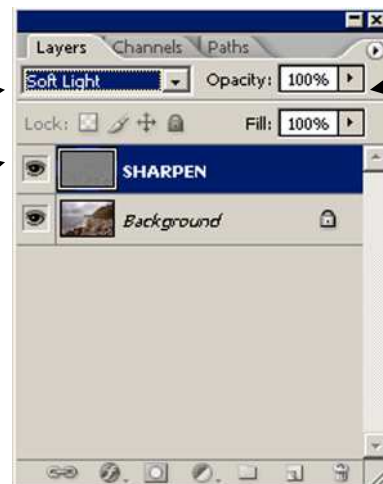 Layers Channels Paths
Soft Light Opacity: 100%
Lock: Fill: 100%
SHARPEN
Background